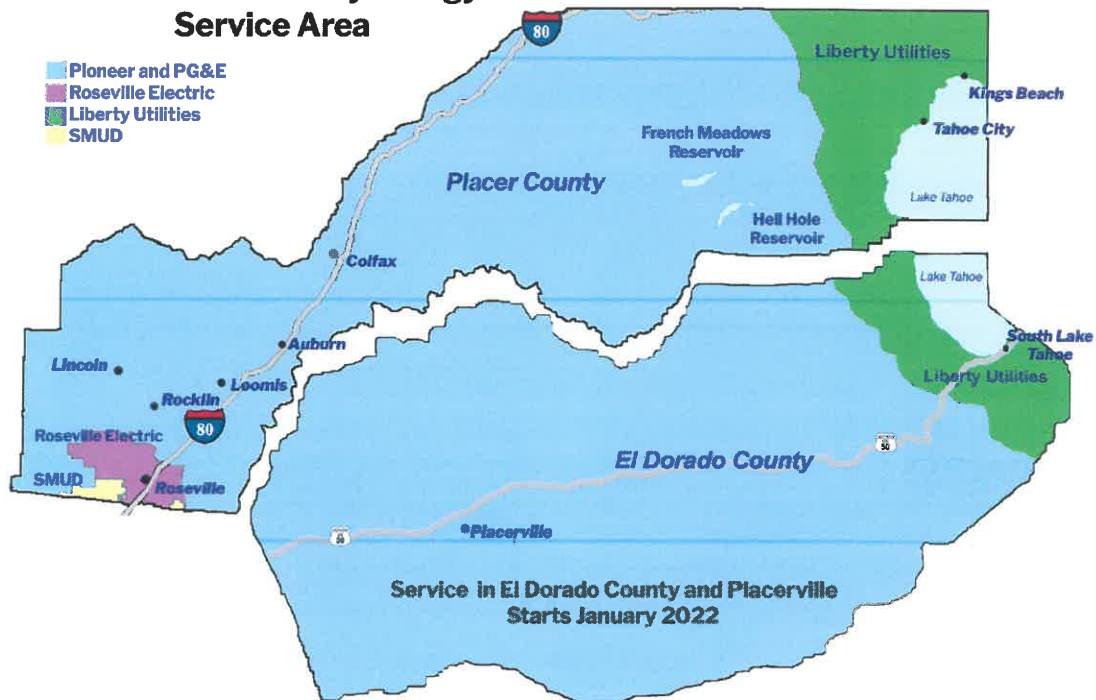 Service Area
Pioneer and PG&E
Roseville Electric
Liberty Utilities
SMUD
80
Liberty Utilities
Kings Beach
Tahoe City
Lake Tahoe
French Meadows
Reservoir
Placer County
Hell Hole
Reservoir
Colfax
Lake Tahoe
Auburn
South Lake
Tahoe
Lincoln
Loomis
Liberty Utilities
Rocklin
80
Roseville Electric
50
El Dorado County
SMUD
Roseville
Placerville
50
Service in El Dorado County and Placerville
Starts January 2022